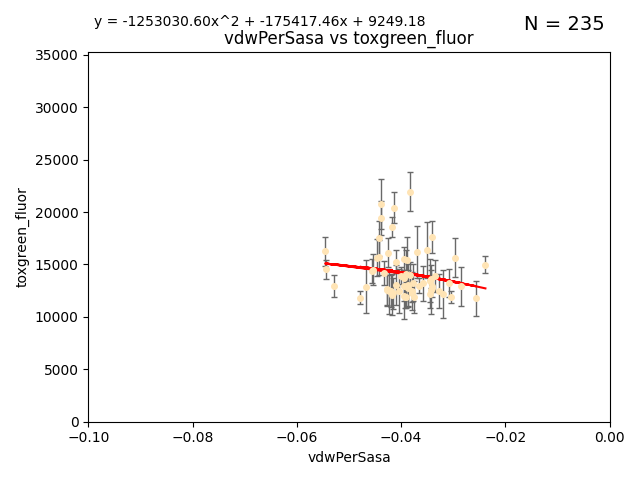 y = -1253030.60x^2 + -175417.46x + 9249.18
N = 235
vdwPerSasa vs toxgreen_fluor
35000
30000
25000
20000
15000
10000
5000
0
toxgreen_fluor
−0.10
−0.08
−0.06
−0.04
−0.02
0.00
vdwPerSasa